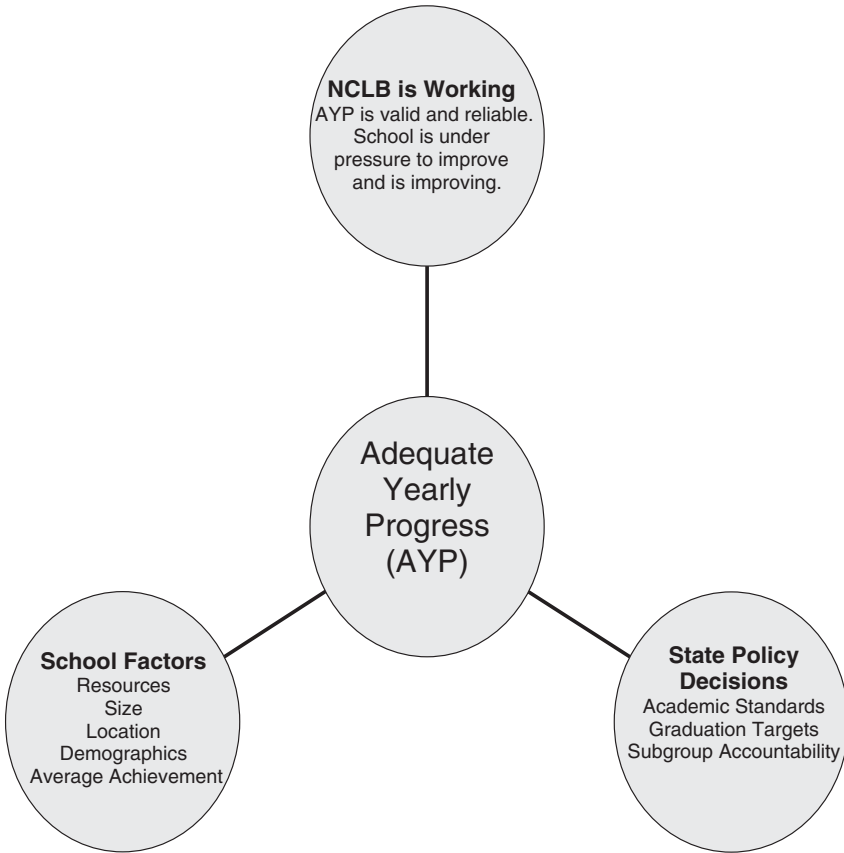 NCLB is Working
AYP is valid and reliable.
School is under
pressure to improve
and is improving.
Adequate
Yearly
Progress
(AYP)
School Factors
Resources
Size
Location
Demographics
Average Achievement
State Policy
Decisions
Academic Standards
Graduation Targets
Subgroup Accountability